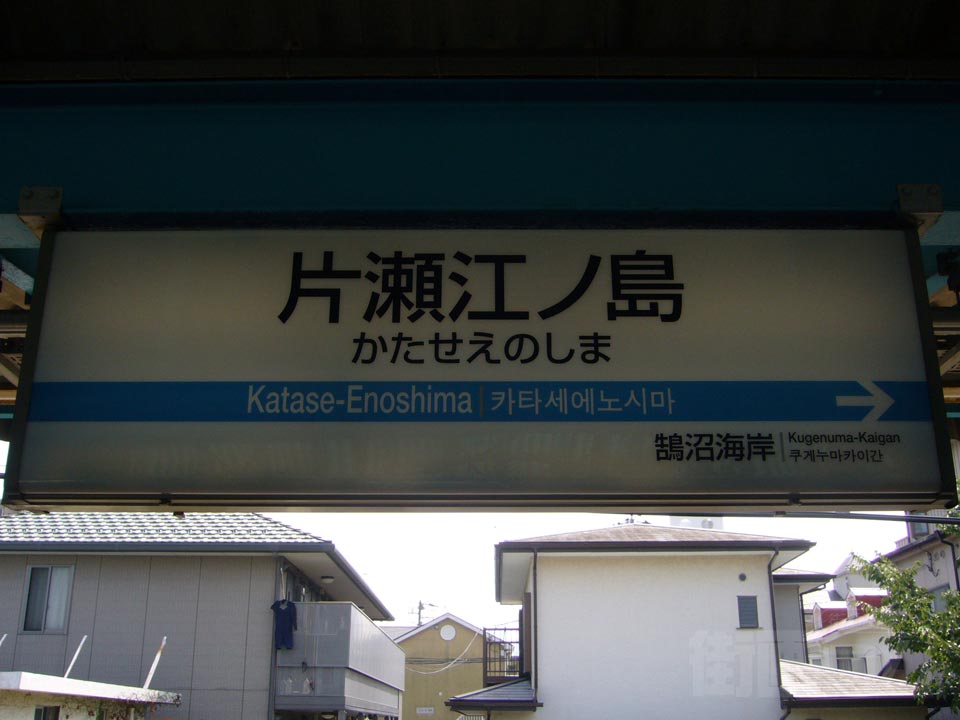 片瀬江ノ島
かたせえのしま
Katase-Enoshima 카타세에노시마
鵠沼海岸 Kugenuma-Kaigan
쿠게누마카이간